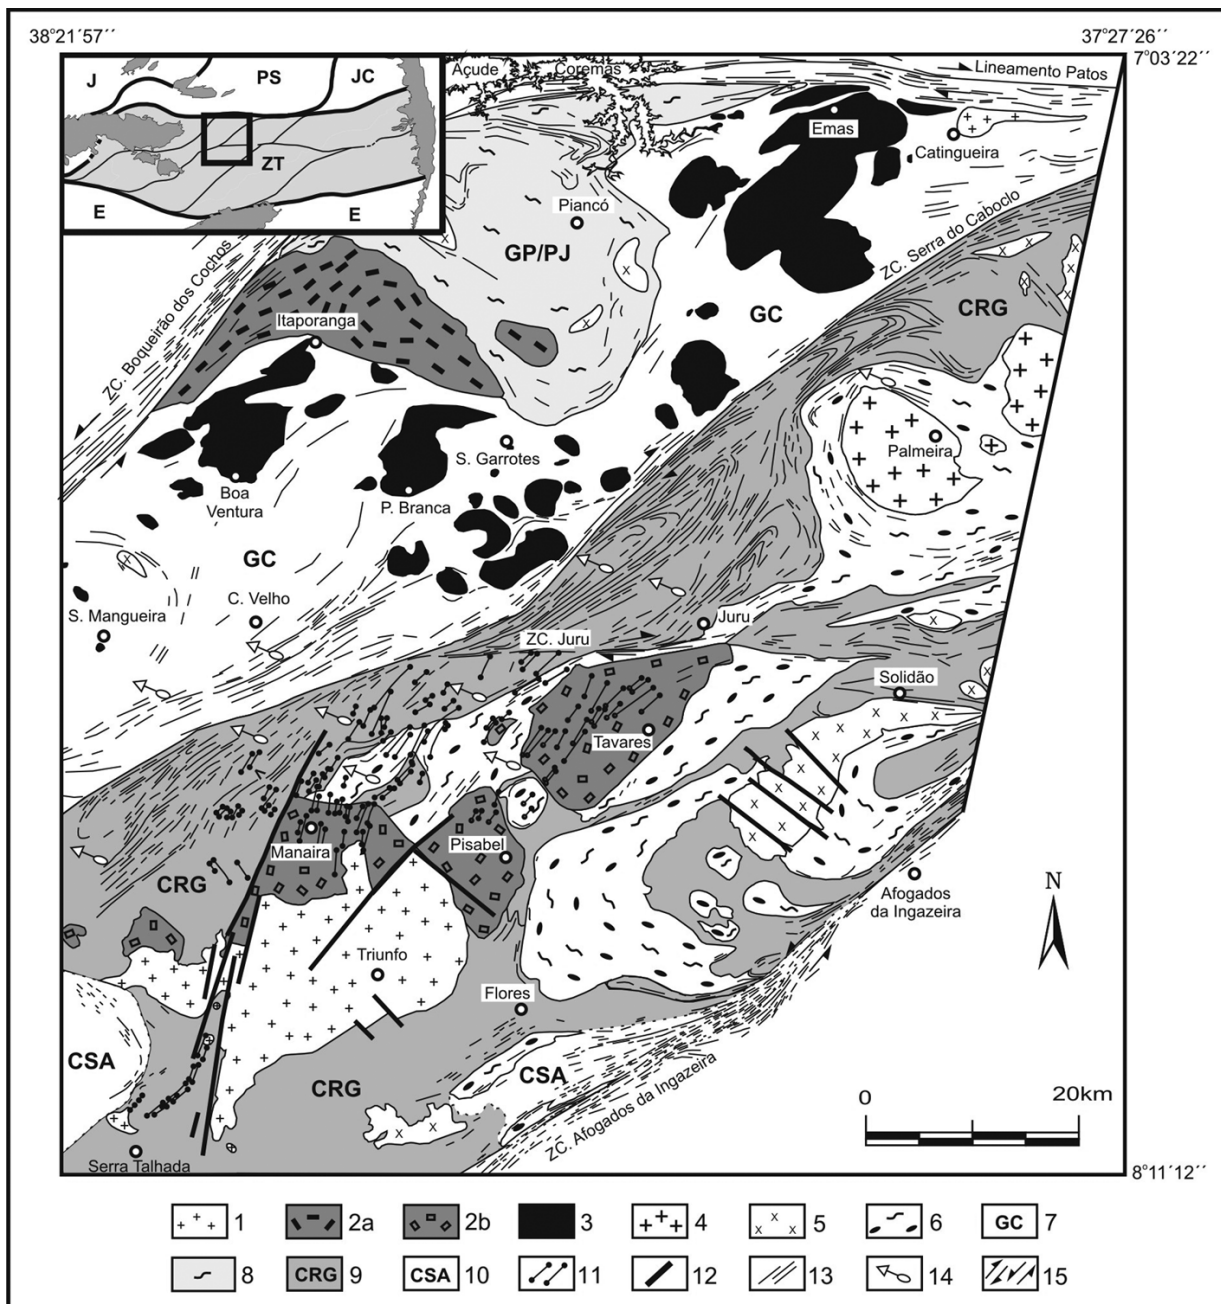 38°21´57´´
37°27´26´´
7°03´22´´
J
PS
JC
ZT
E
E
Açude
Coremas
Lineamento Patos
Emas
Catingueira
Piancó
GP/PJ
ZC. Serra do Caboclo
ZC. Boqueirão dos Cochos
Itaporanga
GC
CRG
Palmeira
S. Garrotes
Boa
Ventura
P. Branca
GC
C. Velho
S. Mangueira
ZC. Juru
Juru
Solidão
Tavares
Manaira
Pisabel
CRG
Afogados
da Ingazeira
N
Triunfo
Flores
CSA
CSA
CRG
ZC. Afogados da Ingazeira
0
20km
Serra Talhada
8°11´12´´
1
2a
2b
3
4
5
6
GC
7
8
CRG
9
CSA
10
11
12
13
14
15